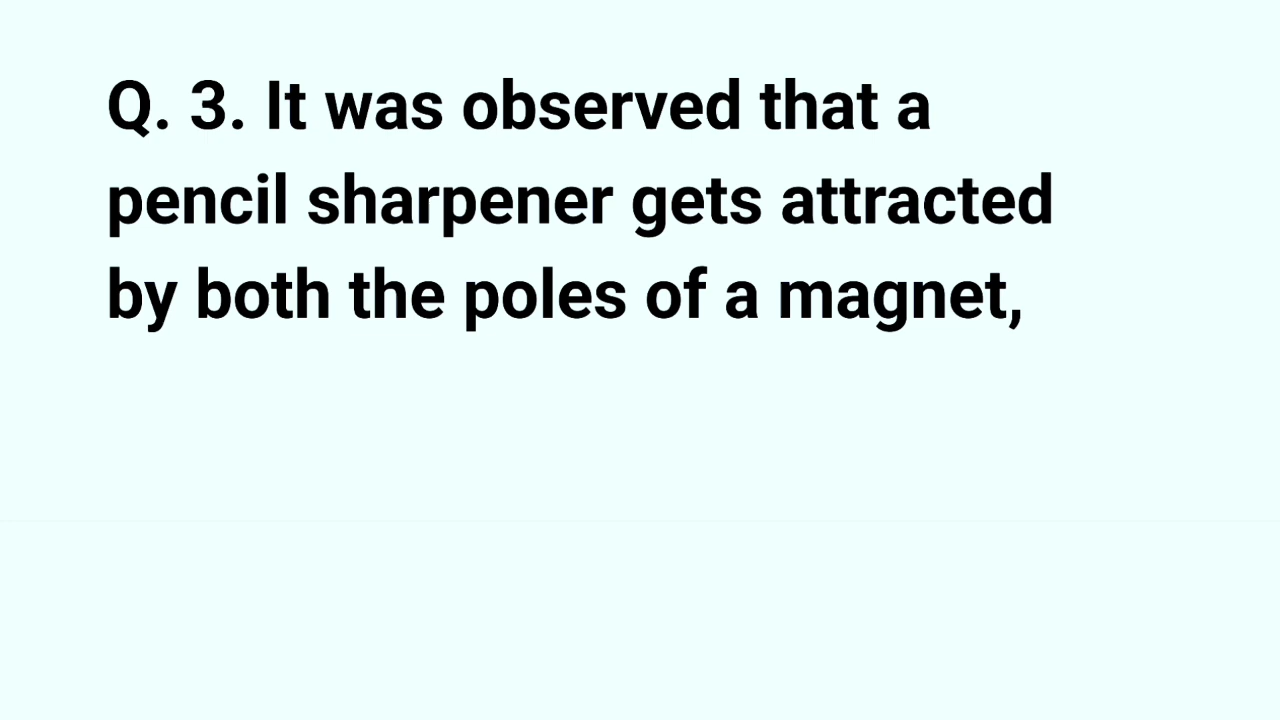 Q. 3. It was observed that a
pencil sharpener gets attracted
by both the poles of a magnet,